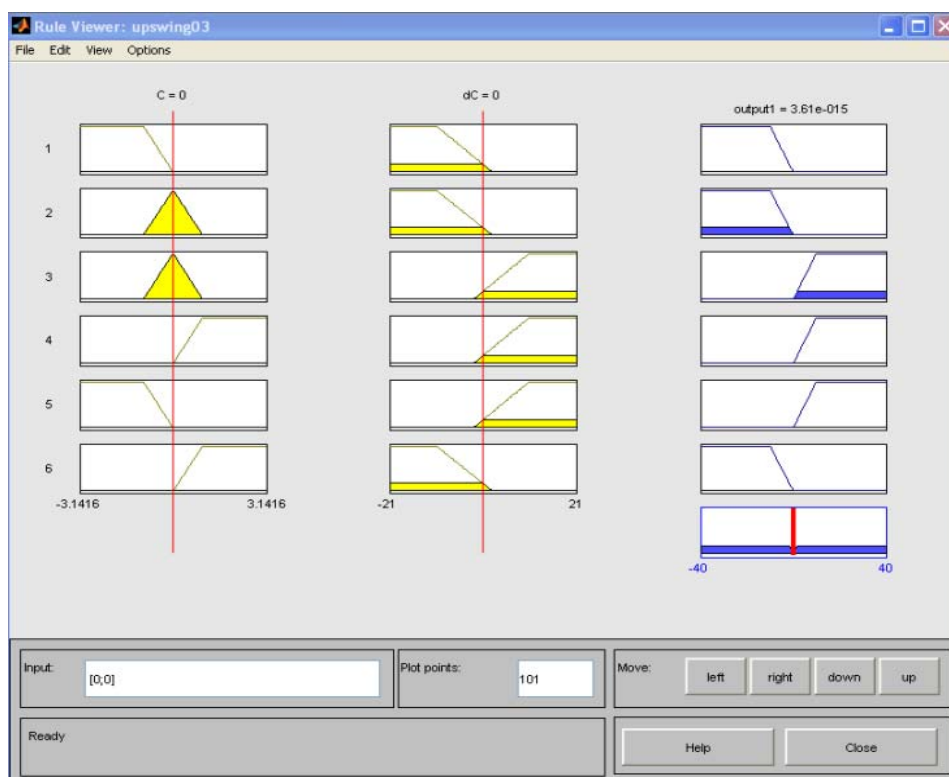 Rule Viewer: upswing03
File Edit View Options
C = 0
dC = 0
output1 = 3.61e-015
1
2
3
4
5
6
-3.1416 3.1416
-21 21
-40 40
Input:
[0;0]
Plot points:
101
Move:
left right down up
Ready
Help Close